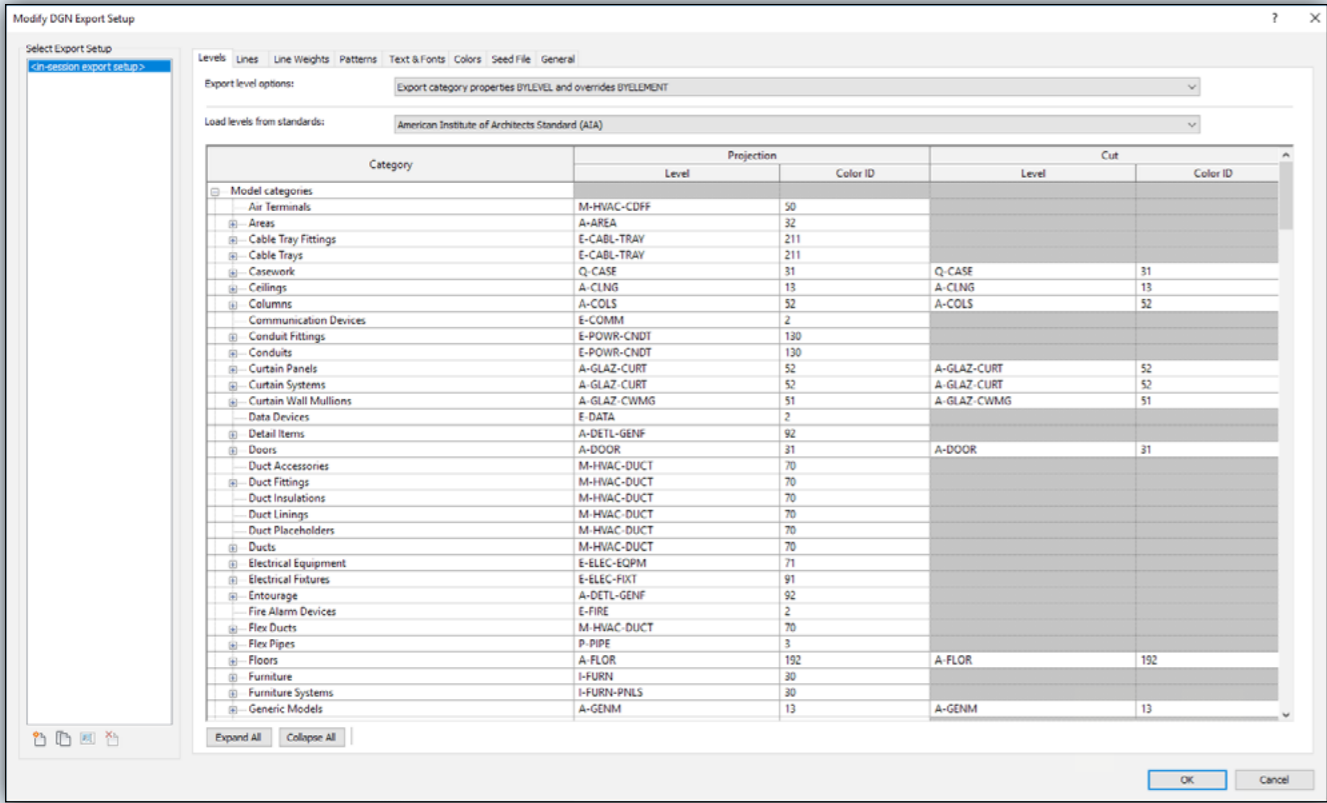 Modify DGN Export Setup ? ×
Select Export Setup
<in-session export setup>
Levels Lines Line Weights Patterns Text & Fonts Colors Seed File General
Export level options: Export category properties BYLEVEL and overrides BYELEMENT
Load levels from standards: American Institute of Architects Standard (AIA)
Category Projection Cut
Level Color ID Level Color ID
Model categories
Air Terminals M-HVAC-CDFF 50
Areas A-AREA 32
Cable Tray Fittings E-CABL-TRAY 211
Cable Trays E-CABL-TRAY 211
Casework Q-CASE 31 Q-CASE 31
Ceilings A-CLNG 13 A-CLNG 13
Columns A-COLS 52 A-COLS 52
Communication Devices E-COMM 2
Conduit Fittings E-POWR-CNDT 130
Conduits E-POWR-CNDT 130
Curtain Panels A-GLAZ-CURT 52 A-GLAZ-CURT 52
Curtain Systems A-GLAZ-CURT 52 A-GLAZ-CURT 52
Curtain Wall Mullions A-GLAZ-CWMG 51 A-GLAZ-CWMG 51
Data Devices E-DATA 2
Detail Items A-DETL-GENF 92
Doors A-DOOR 31 A-DOOR 31
Duct Accessories M-HVAC-DUCT 70
Duct Fittings M-HVAC-DUCT 70
Duct Insulations M-HVAC-DUCT 70
Duct Linings M-HVAC-DUCT 70
Duct Placeholders M-HVAC-DUCT 70
Ducts M-HVAC-DUCT 70
Electrical Equipment E-ELEC-EQPM 71
Electrical Fixtures E-ELEC-FIXT 91
Entourage A-DETL-GENF 92
Fire Alarm Devices E-FIRE 2
Flex Ducts M-HVAC-DUCT 70
Flex Pipes P-PIPE 3
Floors A-FLOR 192 A-FLOR 192
Furniture I-FURN 30
Furniture Systems I-FURN-PNLS 30
Generic Models A-GENM 13 A-GENM 13
Expand All Collapse All
OK Cancel